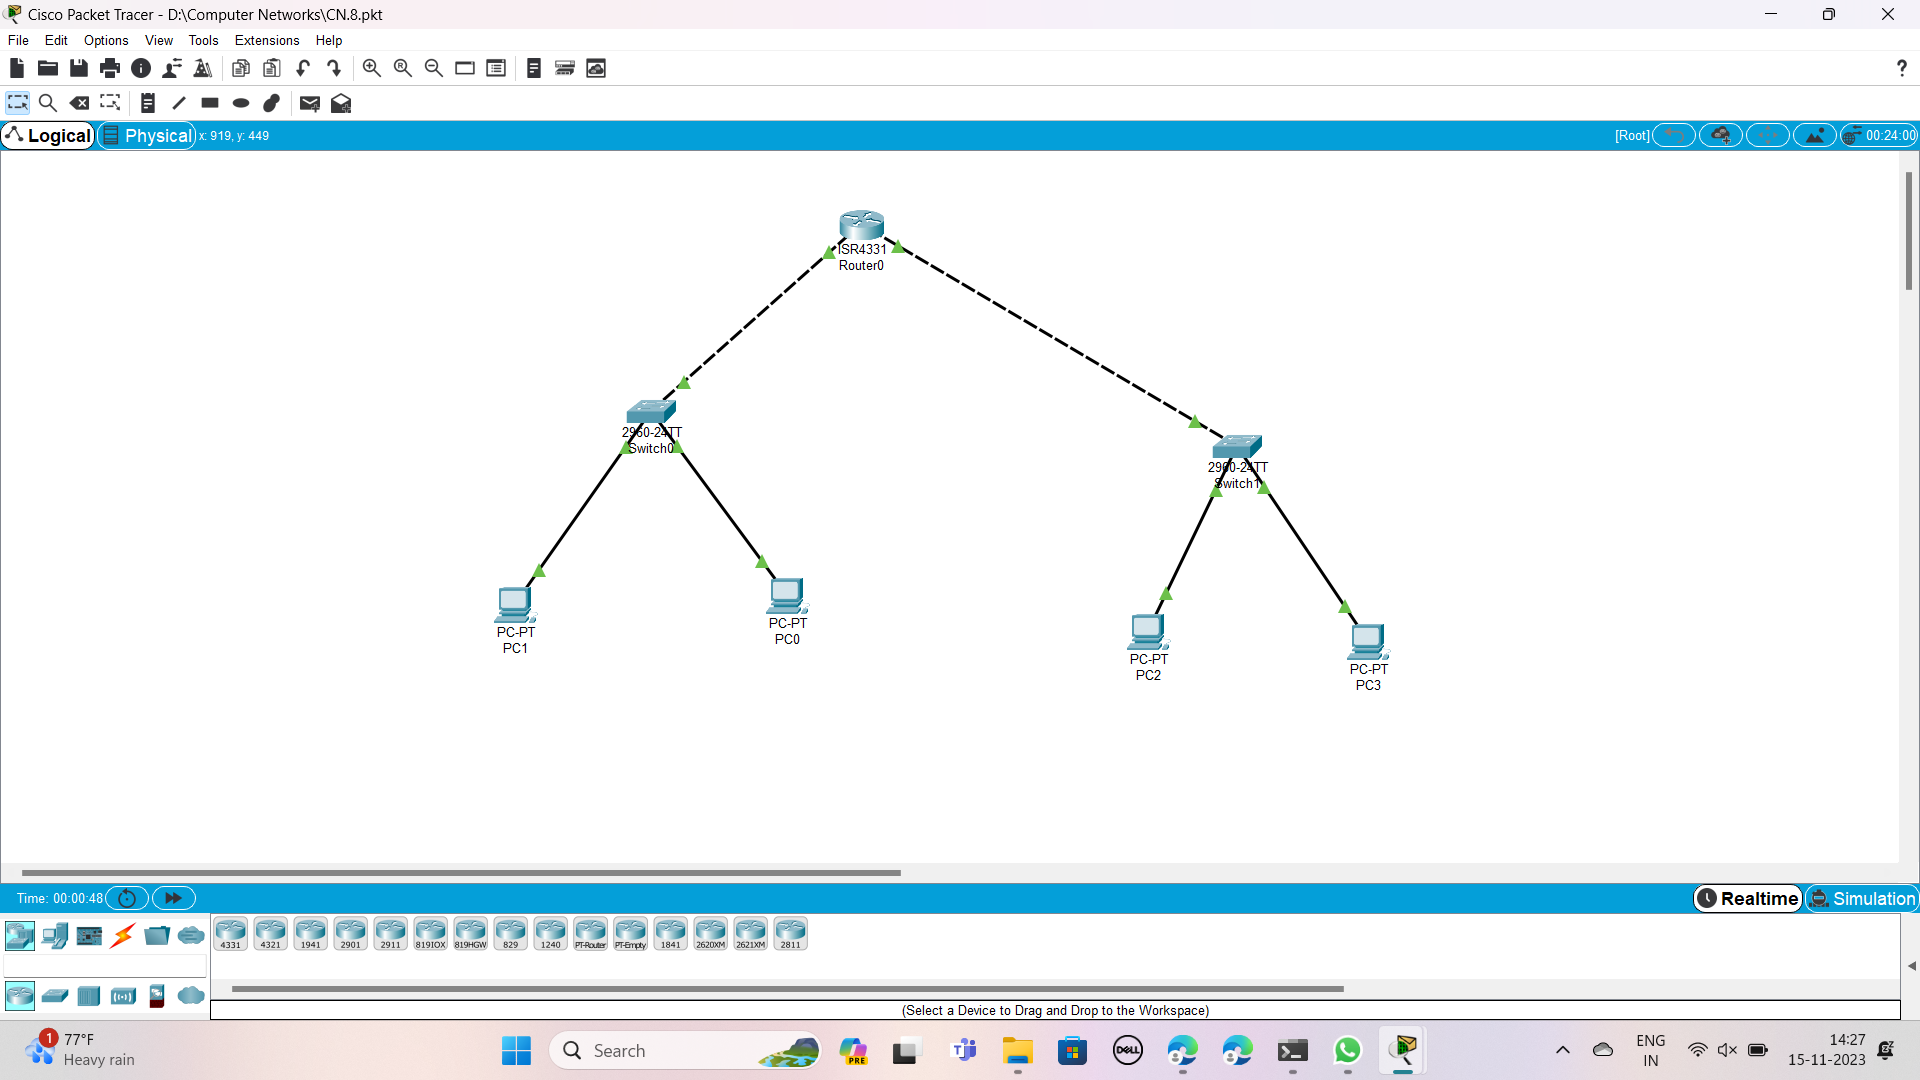 Cisco Packet Tracer - D:\Computer Networks\CN.8.pkt
File Edit Options View Tools Extensions Help
?
Logical Physical x: 919, y: 449 [Root] 00:24:00
ISR4331
Router0
2960-24TT
Switch0
2960-24TT
Switch1
PC-PT
PC1
PC-PT
PC0
PC-PT
PC2
PC-PT
PC3
Time: 00:00:48 Realtime Simulation
4331 4321 1941 2901 2911 819IOX 819HGW 829 1240 PT-Router PT-Empty 1841 2620XM 2621XM 2811
(Select a Device to Drag and Drop to the Workspace)
1 77°F
Heavy rain
Search
PRE
DELL
ENG
IN
14:27
15-11-2023